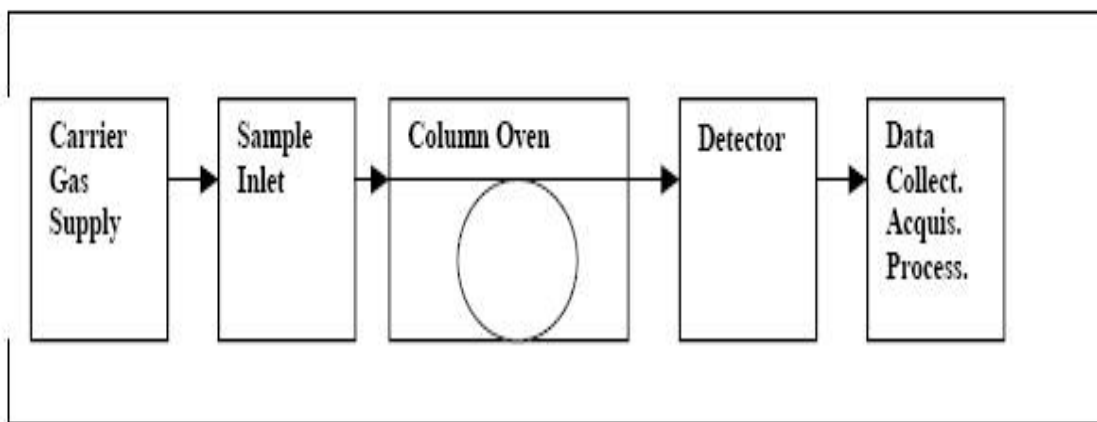 Carrier
Gas
Supply
Sample
Inlet
Column Oven
Detector
Data
Collect.
Acquis.
Process.